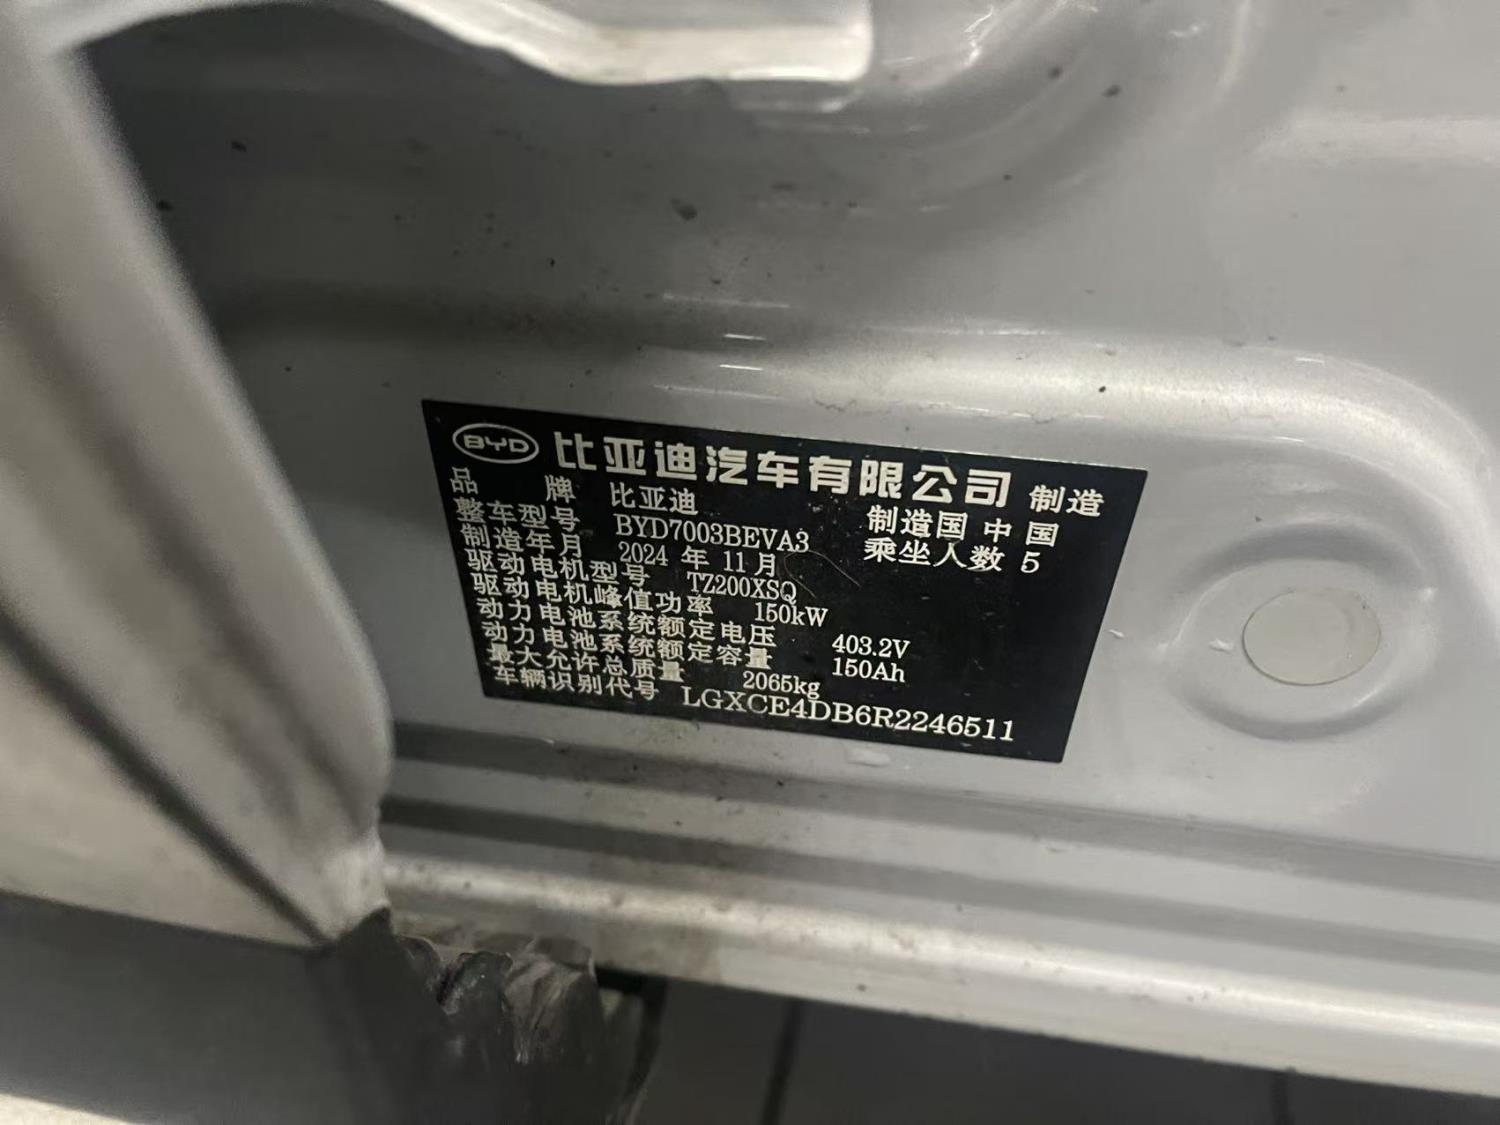 BYD 比亚迪汽车有限公司 制造
品牌 比亚迪 制造国 中国
整车型号 BYD7003BEVA3 乘坐人数 5
制造年月 2024 年 11 月
驱动电机型号 TZ200XSQ
驱动电机峰值功率 150kW
动力电池系统额定电压 403.2V
动力电池系统额定容量 150Ah
最大允许总质量 2065kg
车辆识别代号 LGXCE4DB6R2246511